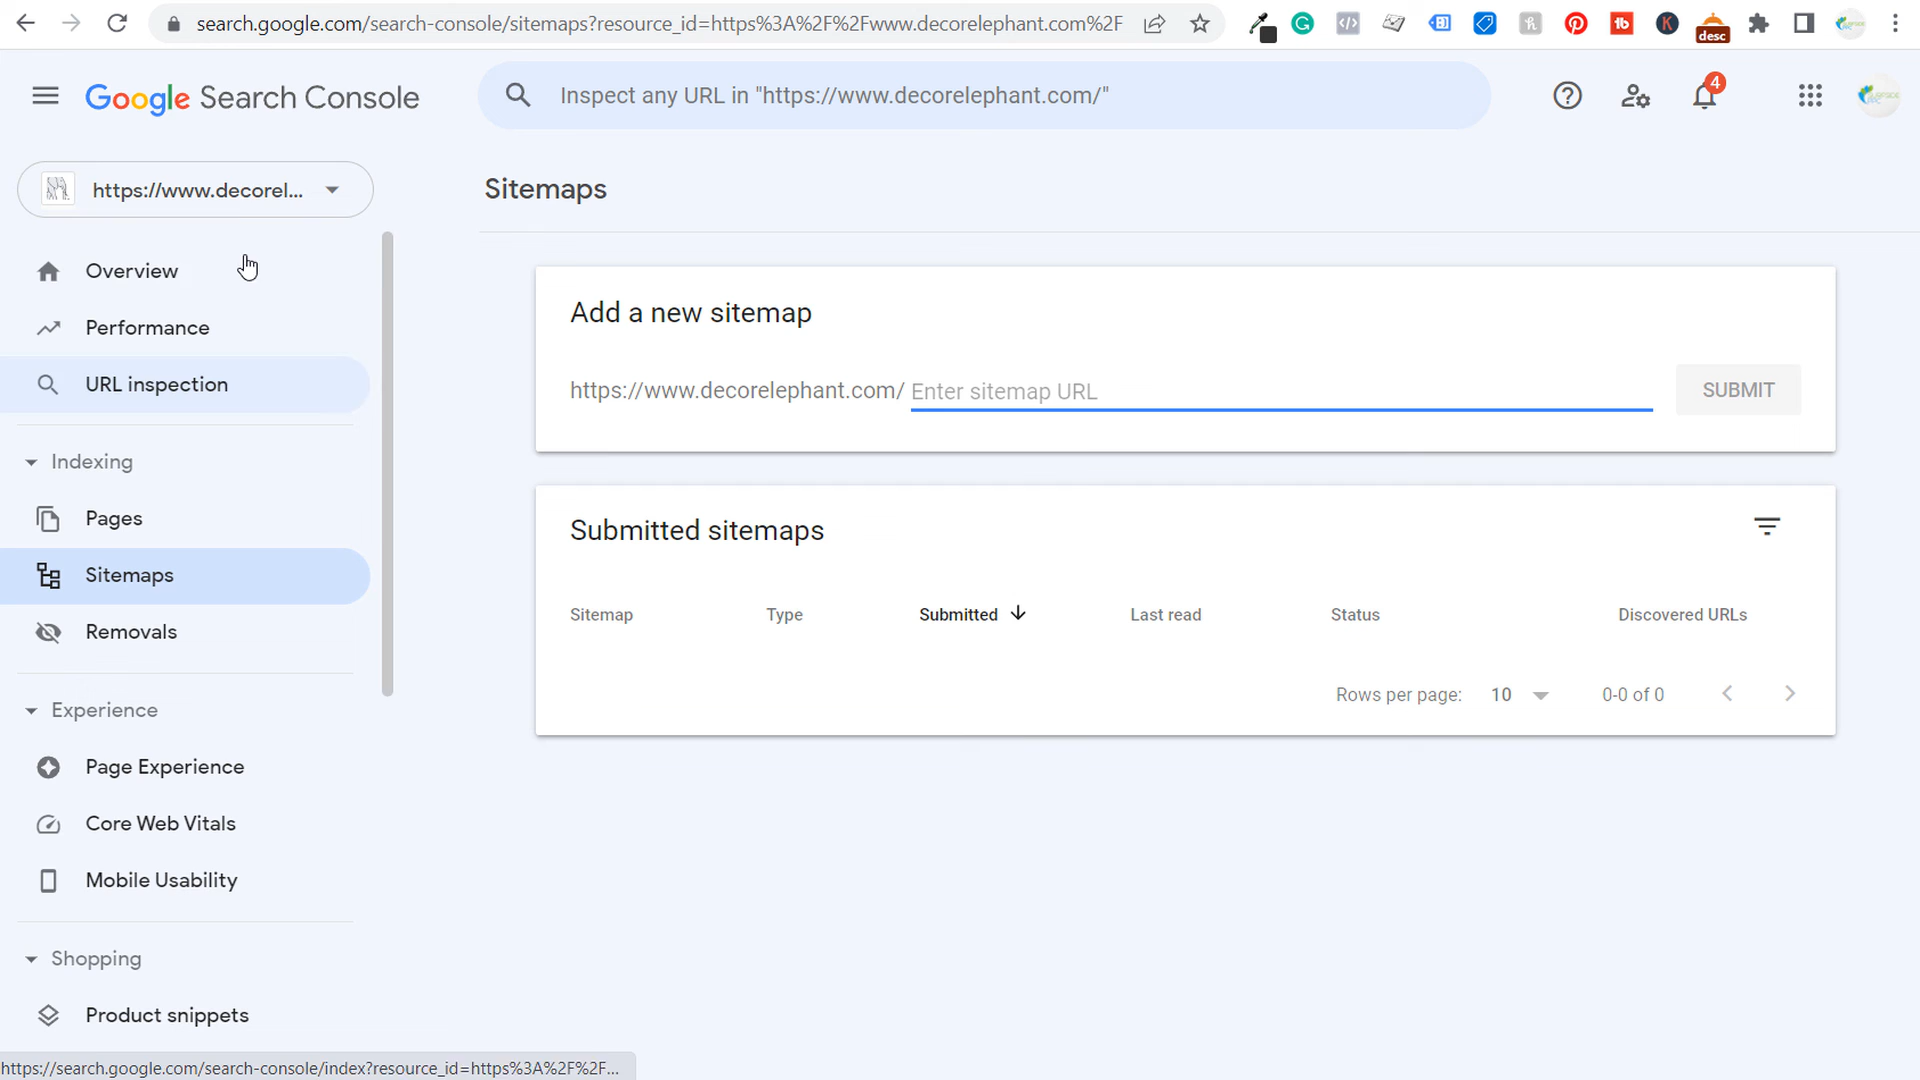 search.google.com/search-console/sitemaps?resource_id=https%3A%2F%2Fwww.decorelephant.com%2F
desc
Google Search Console
Inspect any URL in "https://www.decorelephant.com/"
4
https://www.decorel...
Sitemaps
Overview
Performance
URL inspection
Indexing
Pages
Sitemaps
Removals
Experience
Page Experience
Core Web Vitals
Mobile Usability
Shopping
Product snippets
Add a new sitemap
https://www.decorelephant.com/ Enter sitemap URL
SUBMIT
Submitted sitemaps
Sitemap Type Submitted Last read Status Discovered URLs
Rows per page: 10 0-0 of 0
https://search.google.com/search-console/index?resource_id=https%3A%2F%2F...